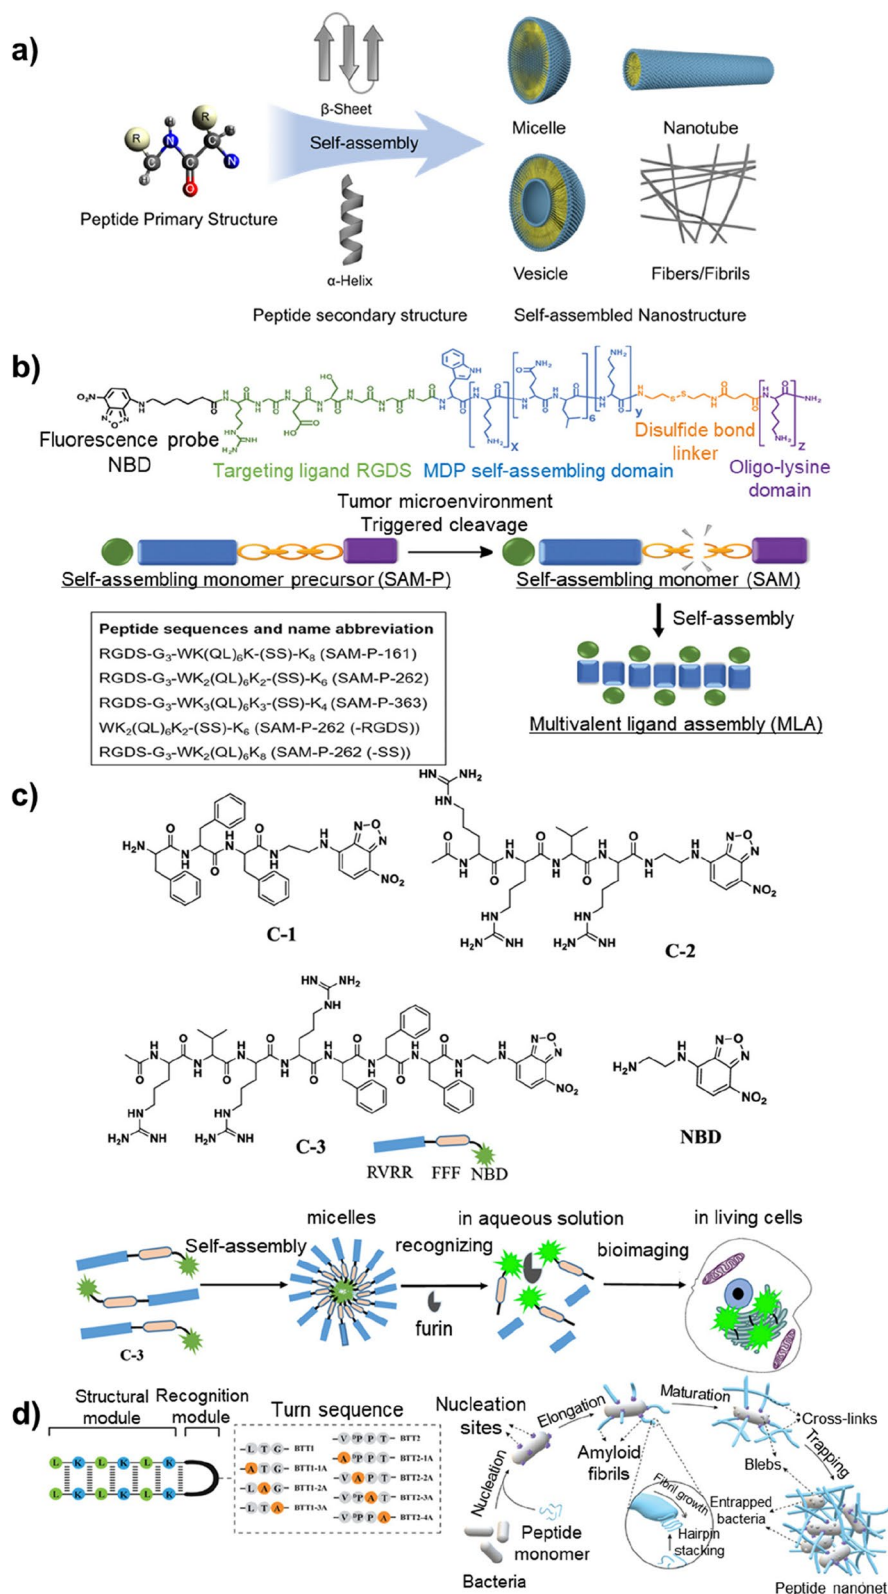 a)
β-Sheet
Self-assembly
α-Helix
R
H
N
R
H
C
C
C
N
H
O
Peptide Primary Structure
Peptide secondary structure
Micelle
Nanotube
Vesicle
Fibers/Fibrils
Self-assembled Nanostructure
b)
Fluorescence probe
NBD
Targeting ligand RGDS
MDP self-assembling domain
Disulfide bond
linker
Oligo-lysine
domain
Tumor microenvironment
Triggered cleavage
Self-assembling monomer precursor (SAM-P)
Self-assembling monomer (SAM)
Self-assembly
Multivalent ligand assembly (MLA)
Peptide sequences and name abbreviation
RGDS-G₃-WK(QL)₆K-(SS)-K₈ (SAM-P-161)
RGDS-G₃-WK₂(QL)₆K₂-(SS)-K₆ (SAM-P-262)
RGDS-G₃-WK₃(QL)₆K₃-(SS)-K₄ (SAM-P-363)
WK₂(QL)₆K₂-(SS)-K₆ (SAM-P-262 (-RGDS))
RGDS-G₃-WK₂(QL)₆K₈ (SAM-P-262 (-SS))
c)
C-1
C-2
C-3
NBD
RVRR FFF NBD
C-3
Self-assembly
micelles
recognizing
furin
in aqueous solution
bioimaging
in living cells
d)
Structural
module
Recognition
module
L K L K L K
L K L K L K
Turn sequence
L T G BTT1
A T G BTT1-1A
L A G BTT1-2A
L T A BTT1-3A
V ᴰP P T BTT2
A ᴰP P T BTT2-1A
V A P T BTT2-2A
V ᴰP A T BTT2-3A
V ᴰP P A BTT2-4A
Nucleation
sites
Nucleation
Elongation
Maturation
Trapping
Amyloid
fibrils
Cross-links
Blebs
Entrapped
bacteria
Fibril growth
Hairpin
stacking
Peptide
monomer
Bacteria
Peptide nanonet